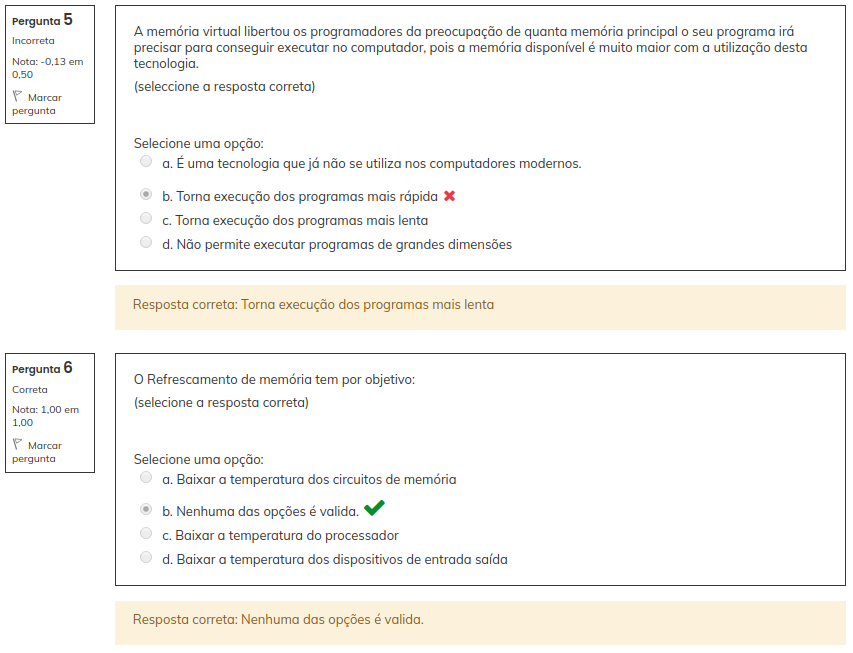 Pergunta 5
Incorreta
Nota: -0,13 em
0,50
Marcar
pergunta
A memória virtual libertou os programadores da preocupação de quanta memória principal o seu programa irá
precisar para conseguir executar no computador, pois a memória disponível é muito maior com a utilização desta
tecnologia.
(seleccione a resposta correta)
Selecione uma opção:
a. É uma tecnologia que já não se utiliza nos computadores modernos.
b. Torna execução dos programas mais rápida
c. Torna execução dos programas mais lenta
d. Não permite executar programas de grandes dimensões
Resposta correta: Torna execução dos programas mais lenta
Pergunta 6
Correta
Nota: 1,00 em
1,00
Marcar
pergunta
O Refrescamento de memória tem por objetivo:
(selecione a resposta correta)
Selecione uma opção:
a. Baixar a temperatura dos circuitos de memória
b. Nenhuma das opções é valida.
c. Baixar a temperatura do processador
d. Baixar a temperatura dos dispositivos de entrada saída
Resposta correta: Nenhuma das opções é valida.